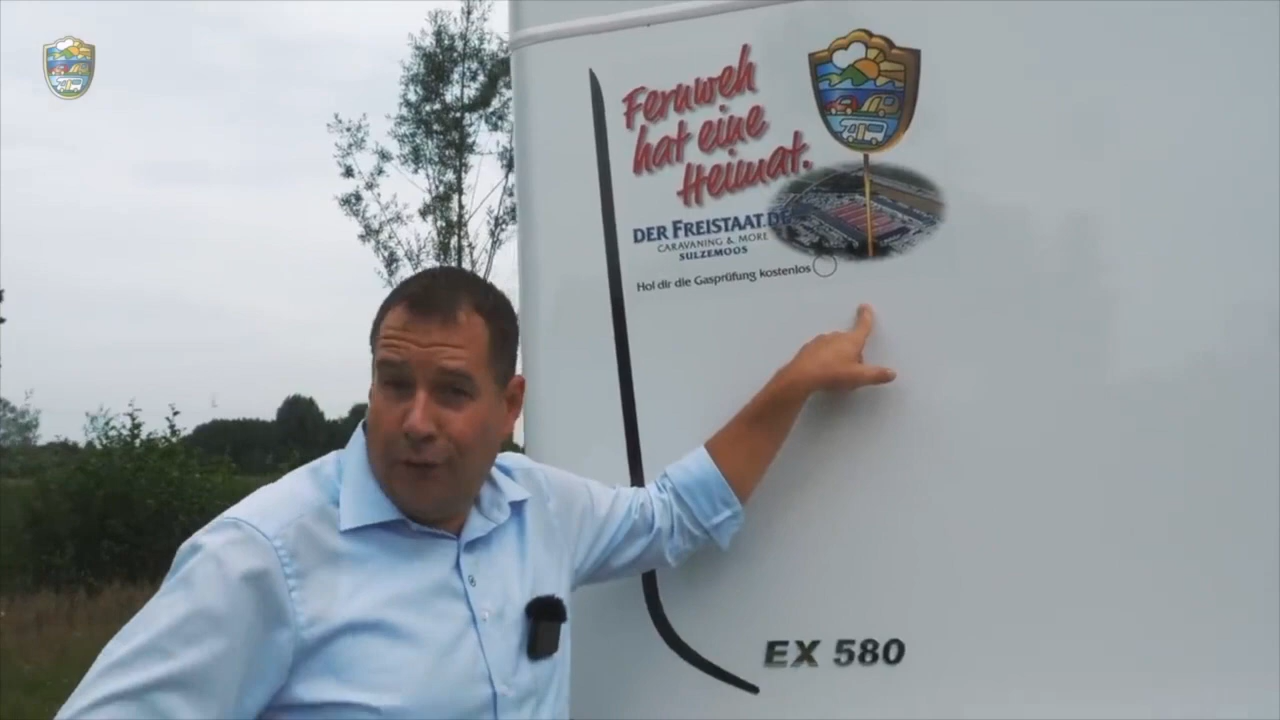 Fernweh
hat eine
Heimat.
DER FREISTAAT.DE
CARAVANING & MORE
SULZEMOOS
Hol dir die Gasprüfung kostenlos
EX 580